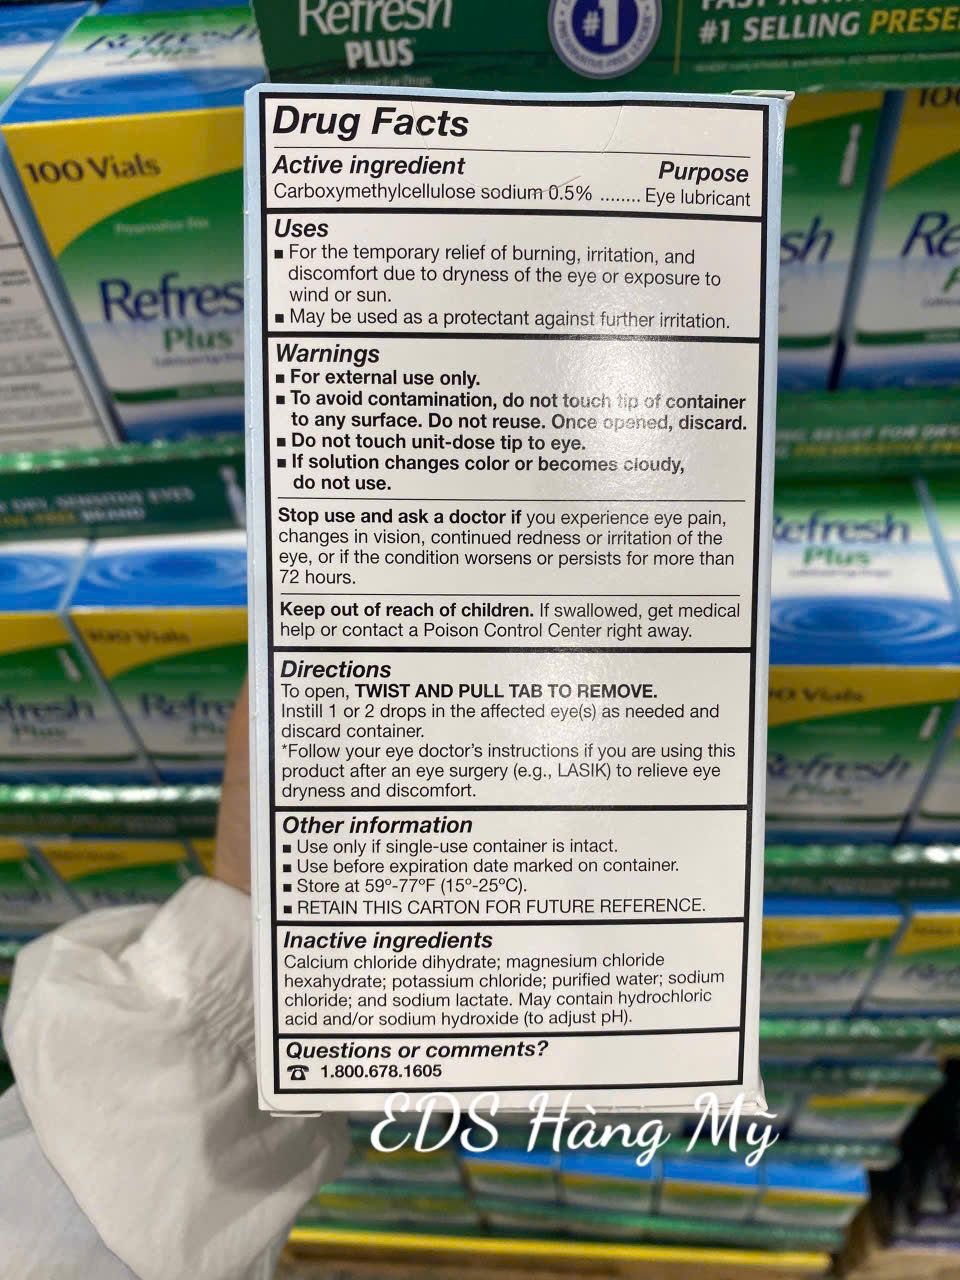 Refresh
PLUS
#1
#1 SELLING PRESE
100 Vials
Refres
Plus
Drug Facts
Active ingredient Purpose
Carboxymethylcellulose sodium 0.5% ........ Eye lubricant
Uses
■ For the temporary relief of burning, irritation, and
discomfort due to dryness of the eye or exposure to
wind or sun.
■ May be used as a protectant against further irritation.
Warnings
■ For external use only.
■ To avoid contamination, do not touch tip of container
to any surface. Do not reuse. Once opened, discard.
■ Do not touch unit-dose tip to eye.
■ If solution changes color or becomes cloudy,
do not use.
Stop use and ask a doctor if you experience eye pain,
changes in vision, continued redness or irritation of the
eye, or if the condition worsens or persists for more than
72 hours.
Keep out of reach of children. If swallowed, get medical
help or contact a Poison Control Center right away.
Directions
To open, TWIST AND PULL TAB TO REMOVE.
Instill 1 or 2 drops in the affected eye(s) as needed and
discard container.
*Follow your eye doctor's instructions if you are using this
product after an eye surgery (e.g., LASIK) to relieve eye
dryness and discomfort.
Other information
■ Use only if single-use container is intact.
■ Use before expiration date marked on container.
■ Store at 59°-77°F (15°-25°C).
■ RETAIN THIS CARTON FOR FUTURE REFERENCE.
Inactive ingredients
Calcium chloride dihydrate; magnesium chloride
hexahydrate; potassium chloride; purified water; sodium
chloride; and sodium lactate. May contain hydrochloric
acid and/or sodium hydroxide (to adjust pH).
Questions or comments?
☎ 1.800.678.1605
EDS Hàng Mỹ
efresh
Plus